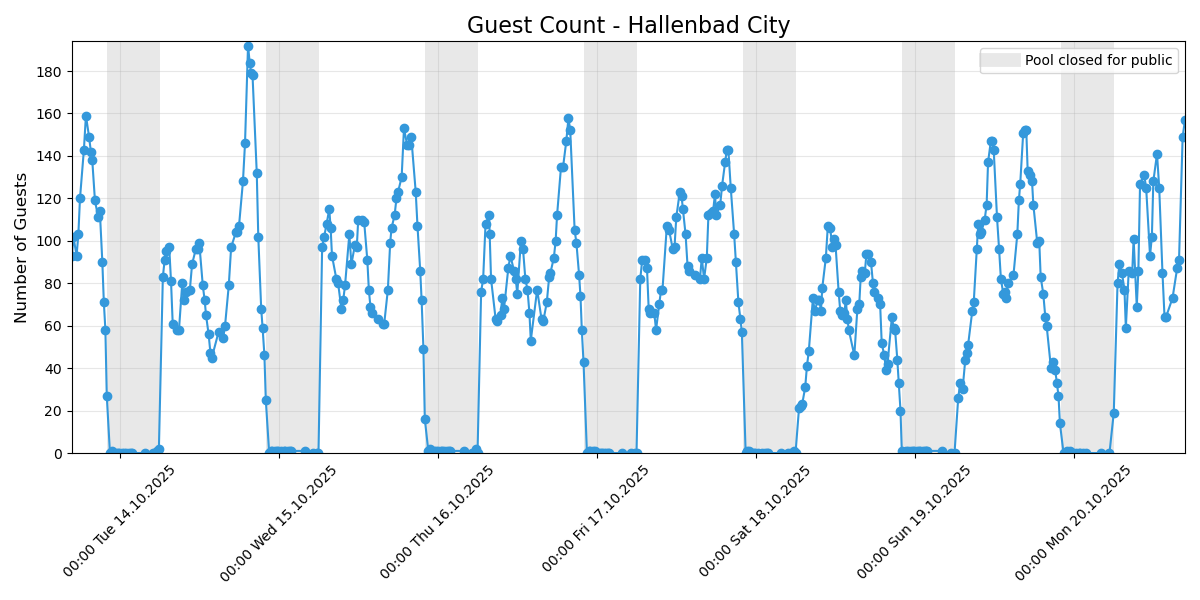 Guest Count - Hallenbad City
Pool closed for public
Number of Guests
180
160
140
120
100
80
60
40
20
0
00:00 Tue 14.10.2025
00:00 Wed 15.10.2025
00:00 Thu 16.10.2025
00:00 Fri 17.10.2025
00:00 Sat 18.10.2025
00:00 Sun 19.10.2025
00:00 Mon 20.10.2025